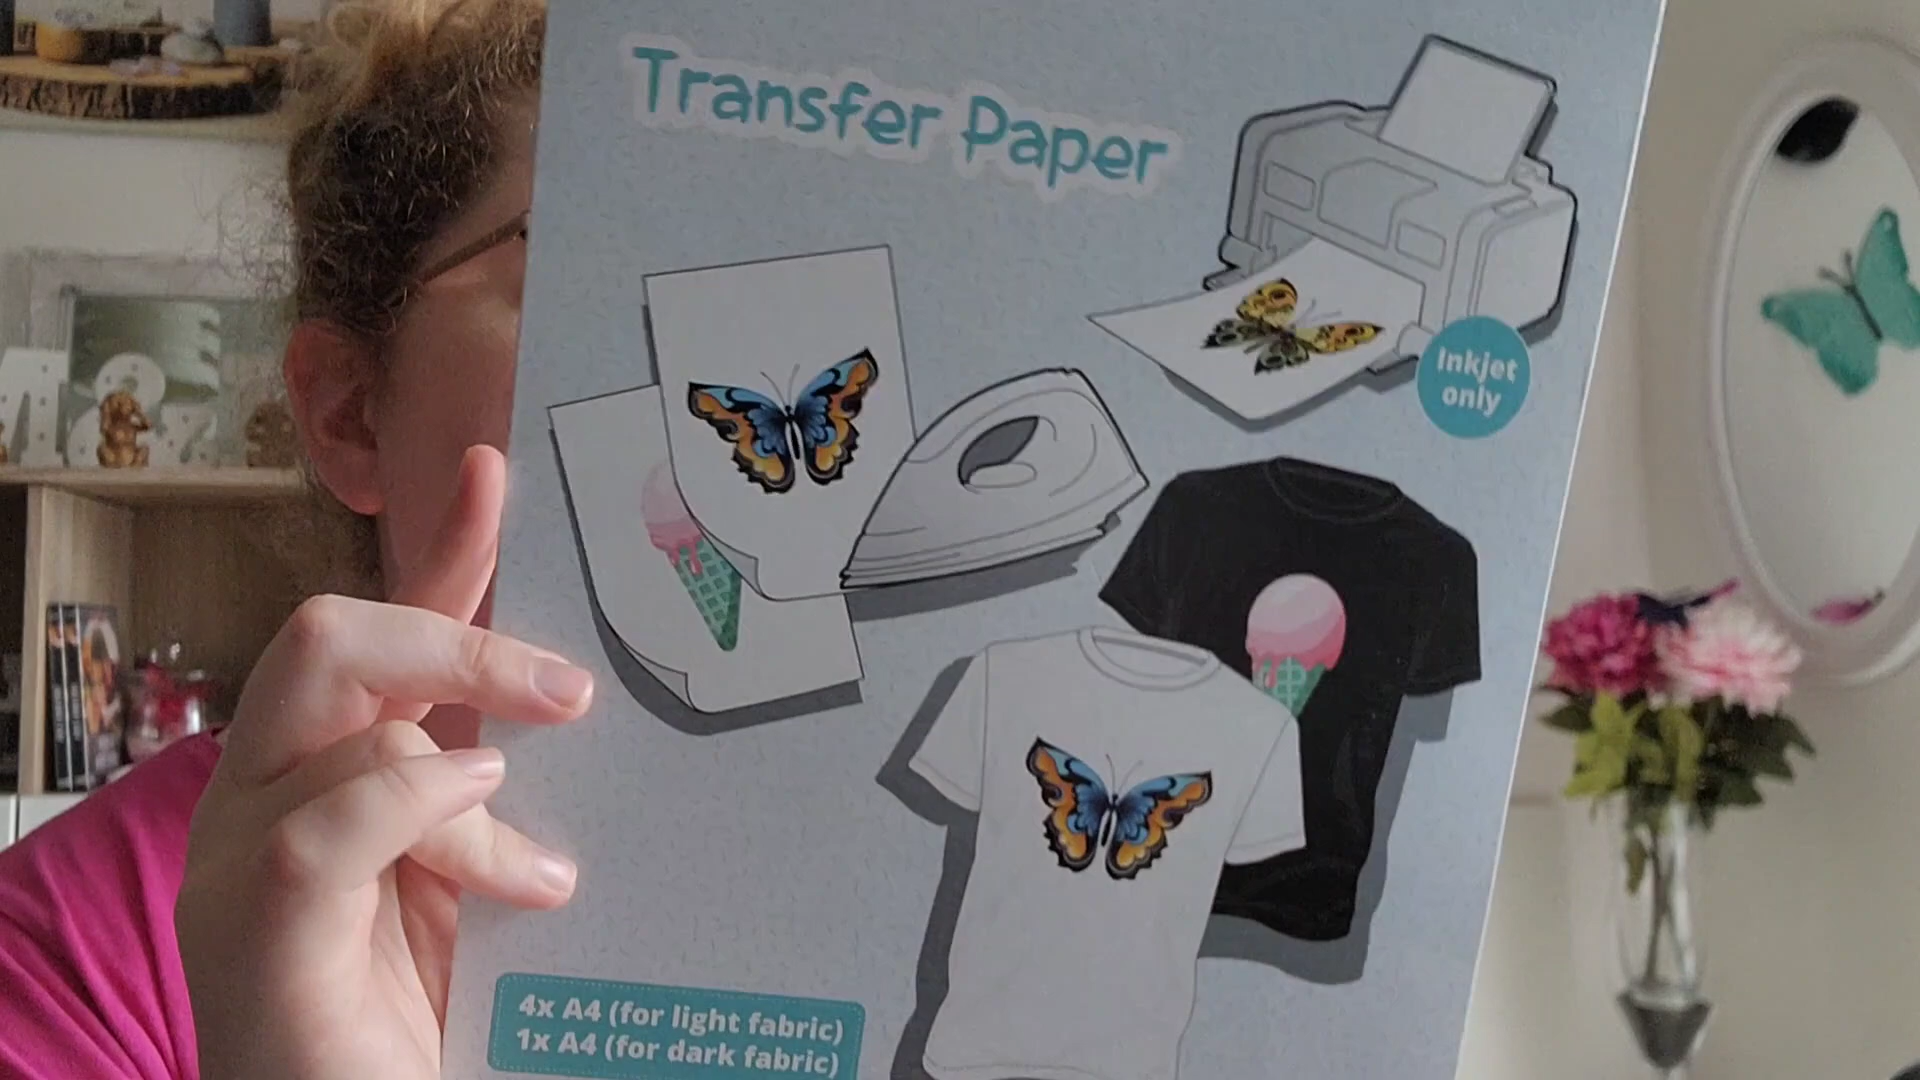 Transfer Paper
Inkjet
only
4x A4 (for light fabric)
1x A4 (for dark fabric)